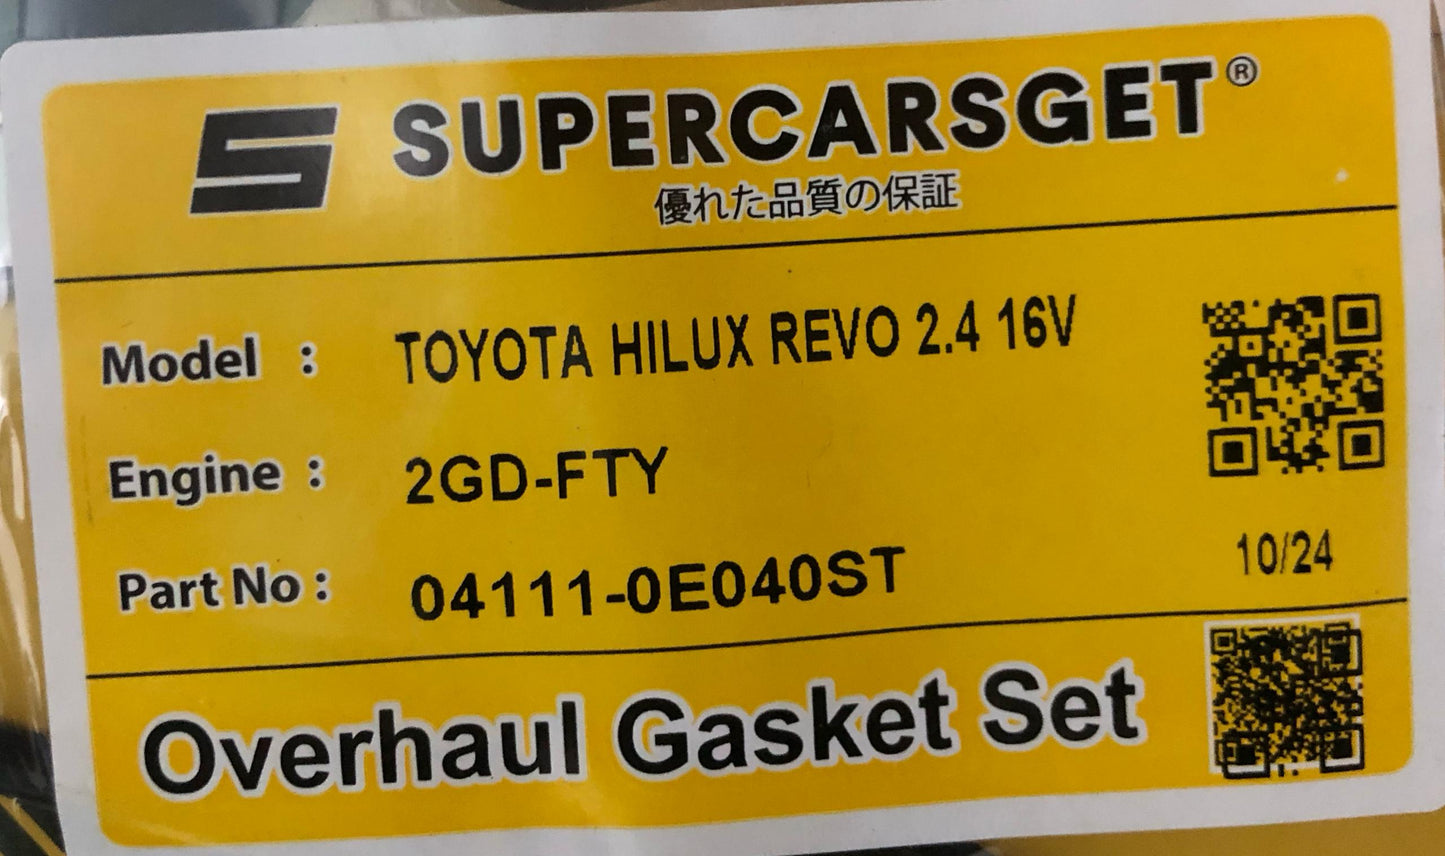 SUPERCARSGET®
優れた品質の保証
Model : TOYOTA HILUX REVO 2.4 16V
Engine : 2GD-FTY
Part No : 04111-0E040ST
10/24
Overhaul Gasket Set